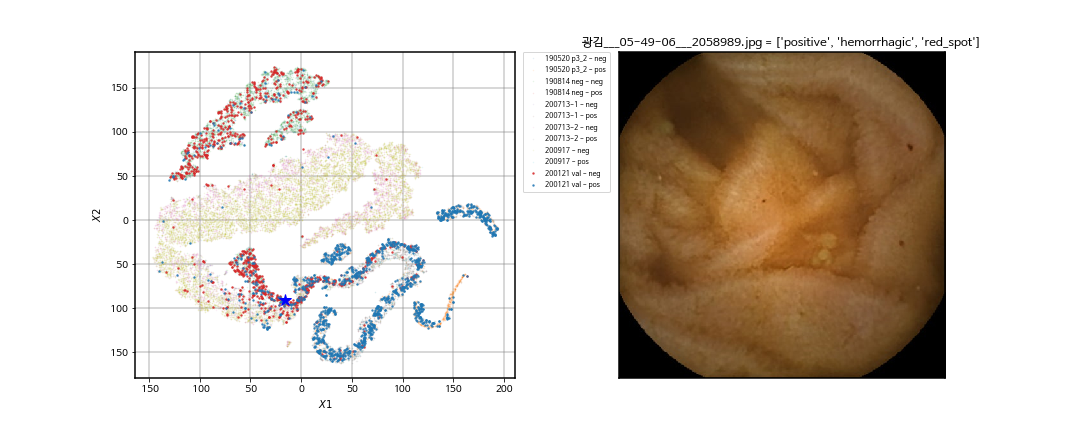 광김___05-49-06___2058989.jpg = ['positive', 'hemorrhagic', 'red_spot']
190520 p3_2 - neg
190520 p3_2 - pos
190814 neg - neg
190814 neg - pos
200713-1 - neg
200713-1 - pos
200713-2 - neg
200713-2 - pos
200917 - neg
200917 - pos
200121 val - neg
200121 val - pos
150
100
50
0
50
100
150
X2
150 100 50 0 50 100 150 200
X1